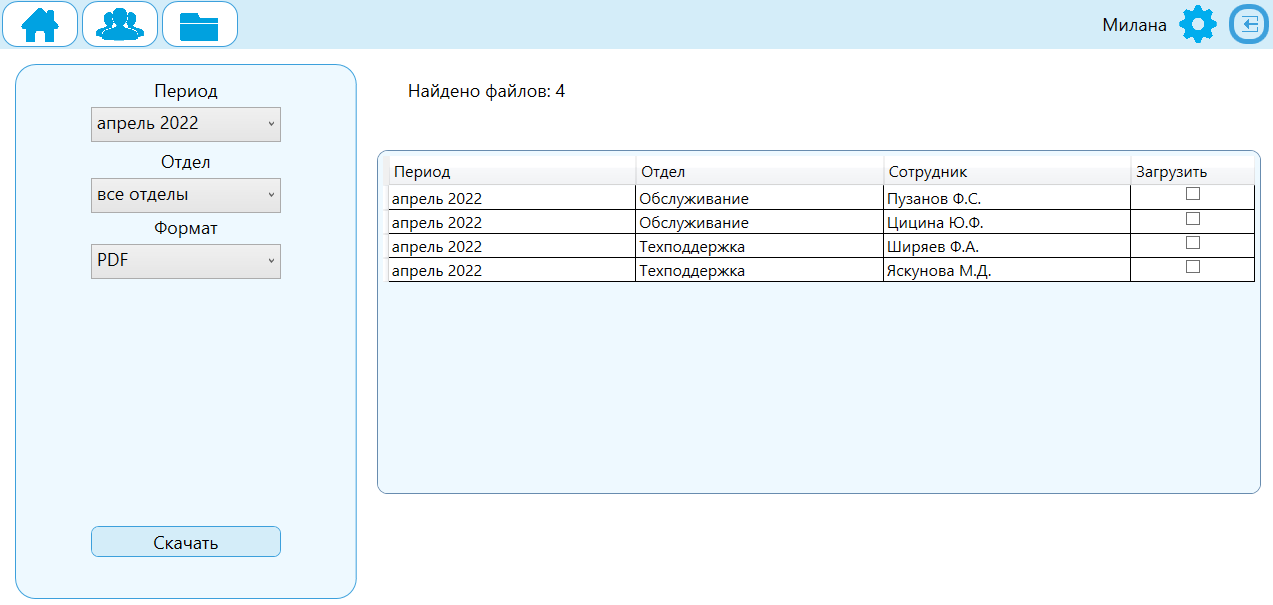 Милана
Период
апрель 2022
Отдел
все отделы
Формат
PDF
Скачать
Найдено файлов: 4
Период Отдел Сотрудник Загрузить
апрель 2022 Обслуживание Пузанов Ф.С.
апрель 2022 Обслуживание Цицина Ю.Ф.
апрель 2022 Техподдержка Ширяев Ф.А.
апрель 2022 Техподдержка Яскунова М.Д.